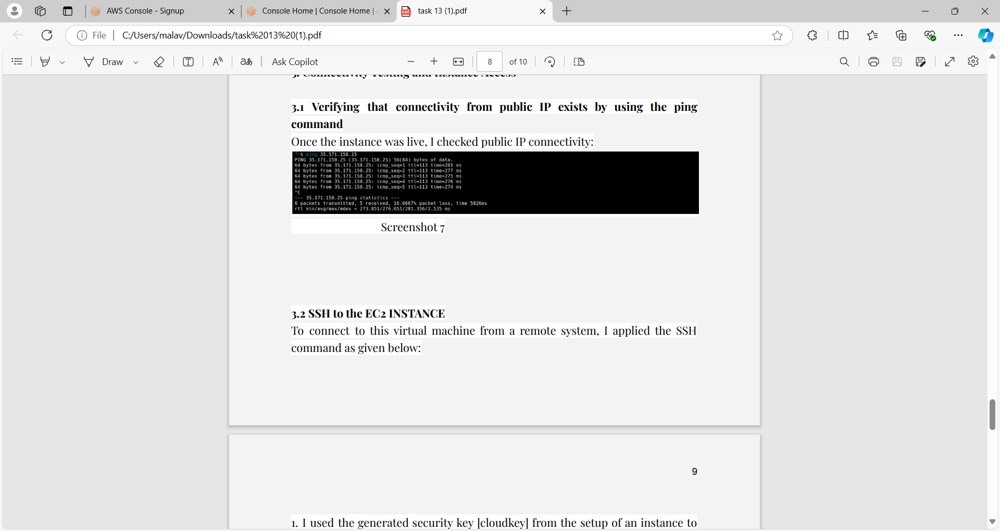 AWS Console - Signup
Console Home | Console Home |
task 13 (1).pdf
File
C:/Users/malav/Downloads/task%2013%20(1).pdf
Draw
Ask Copilot
8
of 10
3. Connectivity Testing and Instance Access
3.1 Verifying that connectivity from public IP exists by using the ping
command
Once the instance was live, I checked public IP connectivity:
└─$ ping 35.171.158.25
PING 35.171.158.25 (35.171.158.25) 56(84) bytes of data.
64 bytes from 35.171.158.25: icmp_seq=1 ttl=113 time=281 ms
64 bytes from 35.171.158.25: icmp_seq=2 ttl=113 time=277 ms
64 bytes from 35.171.158.25: icmp_seq=3 ttl=113 time=275 ms
64 bytes from 35.171.158.25: icmp_seq=4 ttl=113 time=276 ms
64 bytes from 35.171.158.25: icmp_seq=5 ttl=113 time=274 ms
^C
--- 35.171.158.25 ping statistics ---
6 packets transmitted, 5 received, 16.6667% packet loss, time 5026ms
rtt min/avg/max/mdev = 273.851/276.651/281.356/2.535 ms
Screenshot 7
3.2 SSH to the EC2 INSTANCE
To connect to this virtual machine from a remote system, I applied the SSH
command as given below:
9
1. I used the generated security key [cloudkey] from the setup of an instance to